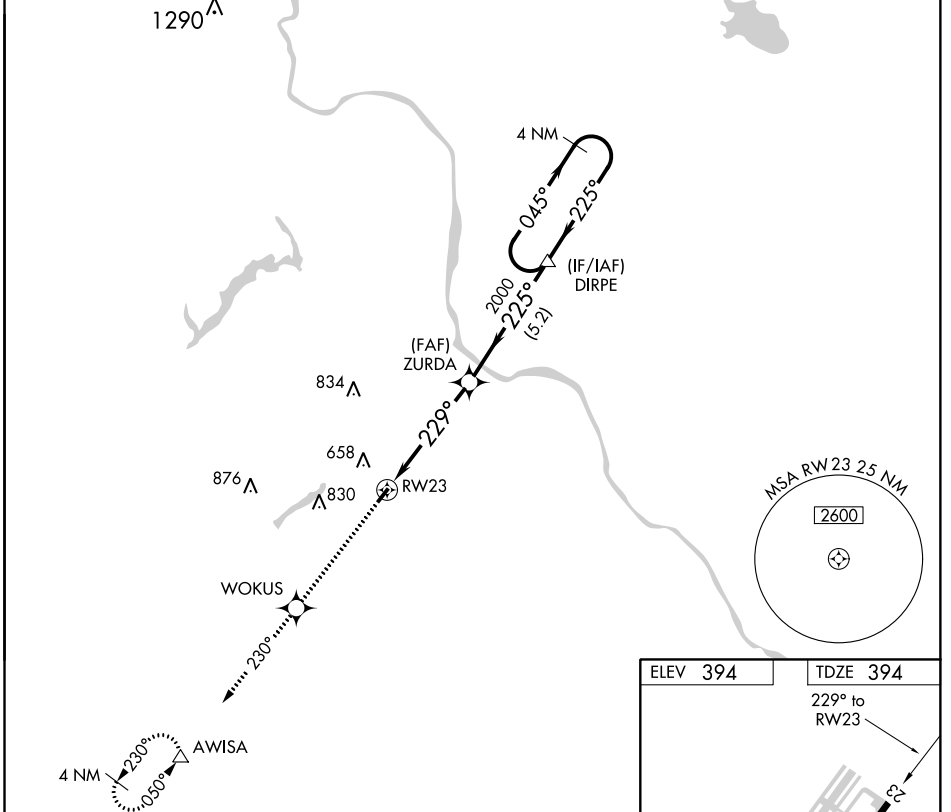 1290
4 NM
045°
225°
(IF/IAF)
DIRPE
2000
225°
(5.2)
(FAF)
ZURDA
834
229°
658
876
830
RW23
MSA RW23 25 NM
2600
WOKUS
230°
ELEV 394
TDZE 394
229° to
RW23
23
AWISA
4 NM
230°
050°